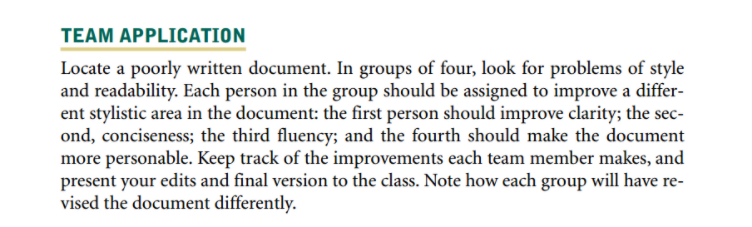 TEAM APPLICATION
Locate a poorly written document. In groups of four, look for problems of style
and readability. Each person in the group should be assigned to improve a differ-
ent stylistic area in the document: the first person should improve clarity; the sec-
ond, conciseness; the third fluency; and the fourth should make the document
more personable. Keep track of the improvements each team member makes, and
present your edits and final version to the class. Note how each group will have re-
vised the document differently.